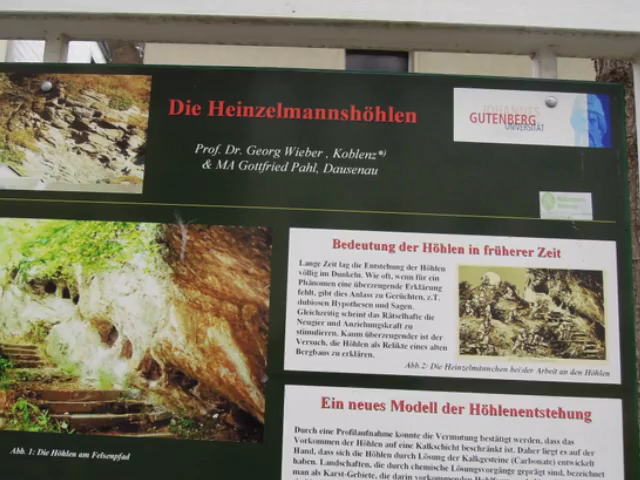 Die Heinzelmannshöhlen
Prof. Dr. Georg Wieber , Koblenz*)
& MA Gottfried Pahl, Dausenau
JOHANNES
GUTENBERG
UNIVERSITÄT
Bedeutung der Höhlen in früherer Zeit
Lange Zeit lag die Entstehung der Höhlen
völlig im Dunkeln. Wie oft, wenn für ein
Phänomen eine überzeugende Erklärung
fehlt, gibt dies Anlass zu Gerüchten, z.T.
dubiosen Hypothesen und Sagen.
Gleichzeitig scheint das Rätselhafte die
Neugier und Anziehungskraft zu
stimulieren. Kaum überzeugender ist der
Versuch, die Höhlen als Relikte eines alten
Bergbaus zu erklären.
Abb.2: Die Heinzelmännchen bei der Arbeit an den Höhlen
Abb. 1: Die Höhlen am Felsenpfad
Ein neues Modell der Höhlenentstehung
Durch eine Profilaufnahme konnte die Vermutung bestätigt werden, dass das
Vorkommen der Höhlen auf eine Kalkschicht beschränkt ist. Daher liegt es auf der
Hand, dass sich die Höhlen durch Lösung der Kalkgesteine (Carbonate) entwickelt
haben. Landschaften, die durch chemische Lösungsvorgänge geprägt sind, bezeichnet
man als Karst-Gebiete, die darin vorkommenden